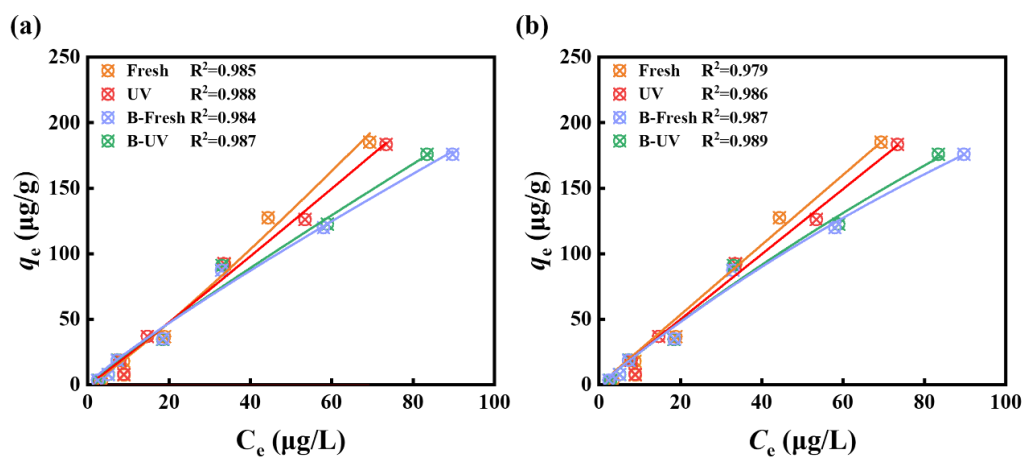 (a)
250
200
150
100
50
0
qe (μg/g)
Fresh R²=0.985
UV R²=0.988
B-Fresh R²=0.984
B-UV R²=0.987
0 20 40 60 80 100
Ce (μg/L)
(b)
250
200
150
100
50
0
qe (μg/g)
Fresh R²=0.979
UV R²=0.986
B-Fresh R²=0.987
B-UV R²=0.989
0 20 40 60 80 100
Ce (μg/L)